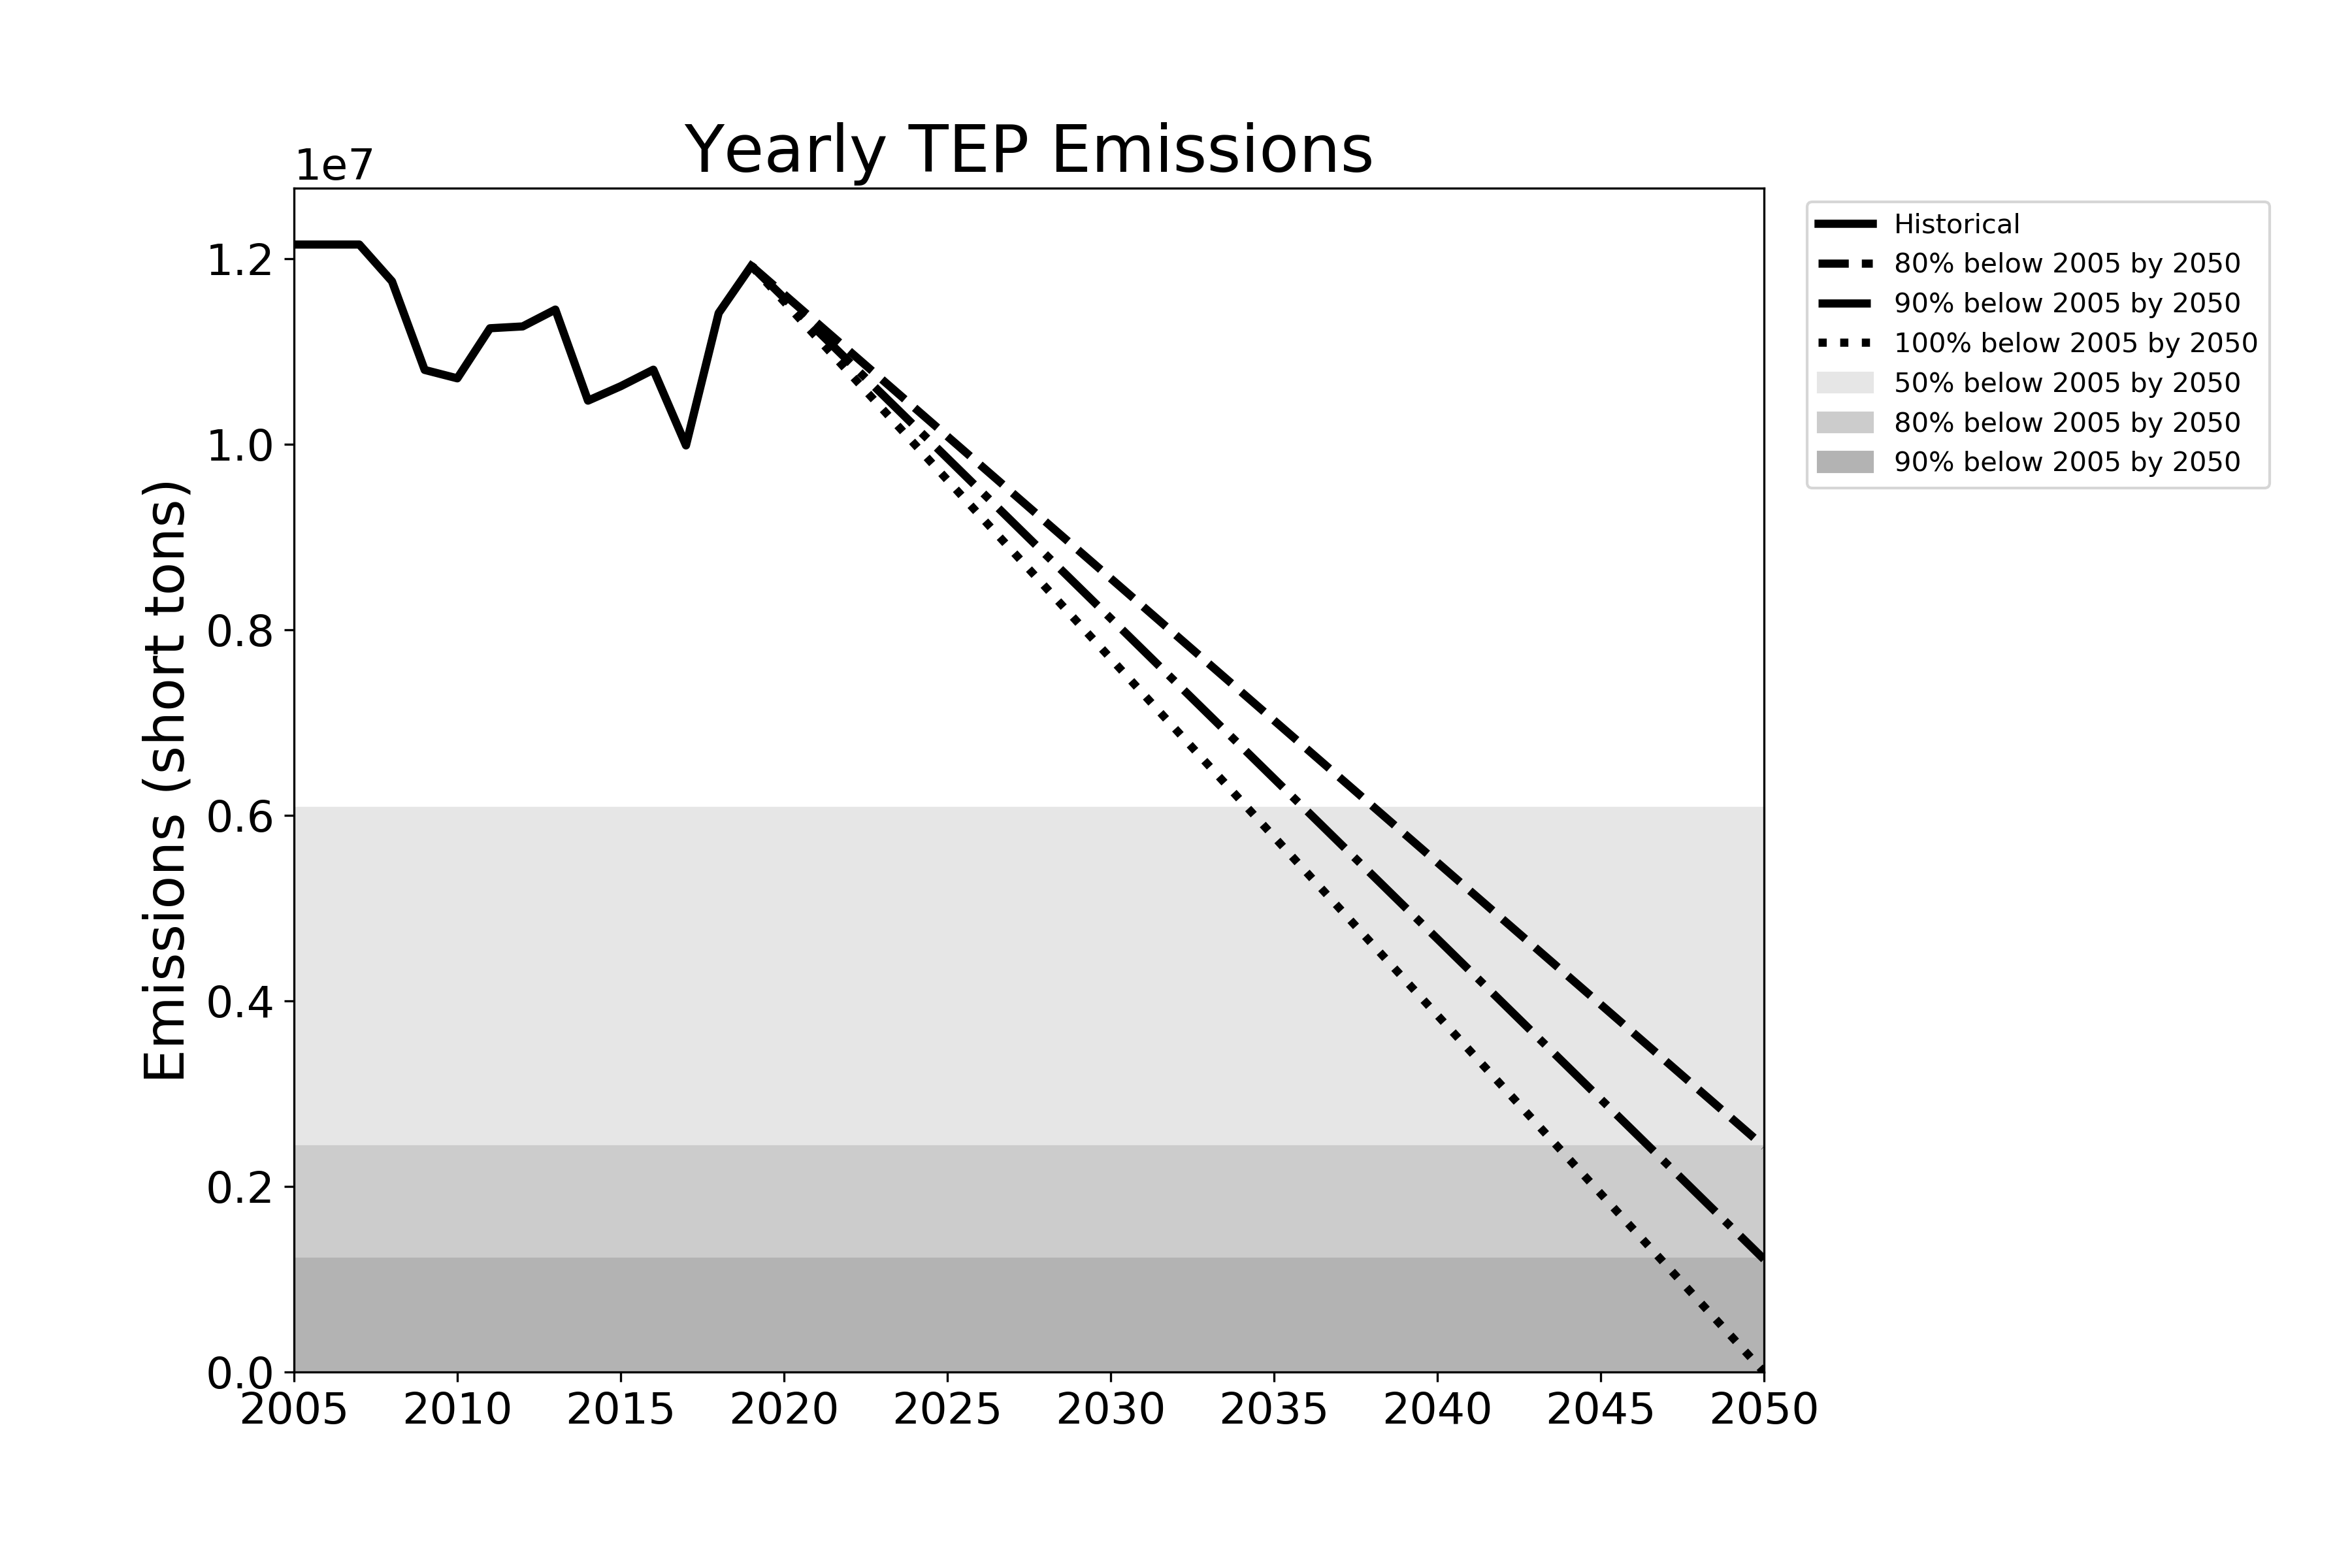 Yearly TEP Emissions
1e7
1.2
1.0
0.8
0.6
0.4
0.2
0.0
Emissions (short tons)
2005 2010 2015 2020 2025 2030 2035 2040 2045 2050
Historical
80% below 2005 by 2050
90% below 2005 by 2050
100% below 2005 by 2050
50% below 2005 by 2050
80% below 2005 by 2050
90% below 2005 by 2050